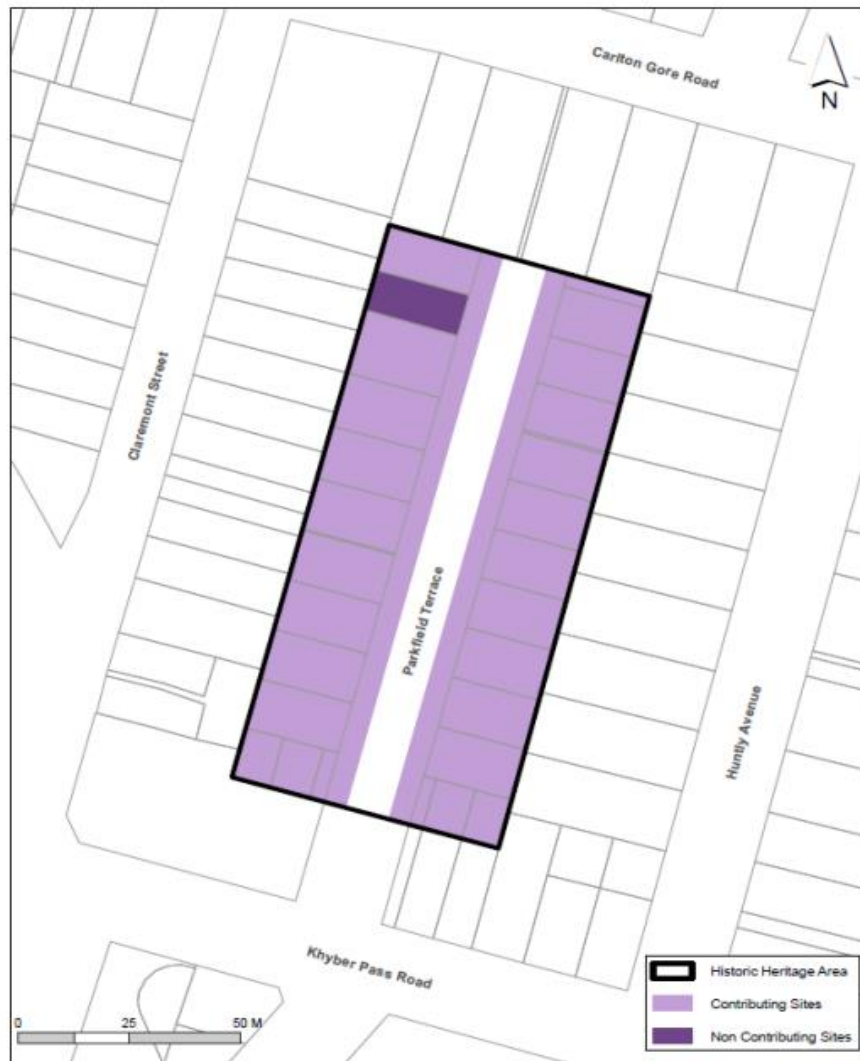 Carlton Gore Road
N
Claremont Street
Parkfield Terrace
Huntly Avenue
Khyber Pass Road
0 25 50 M
Historic Heritage Area
Contributing Sites
Non Contributing Sites